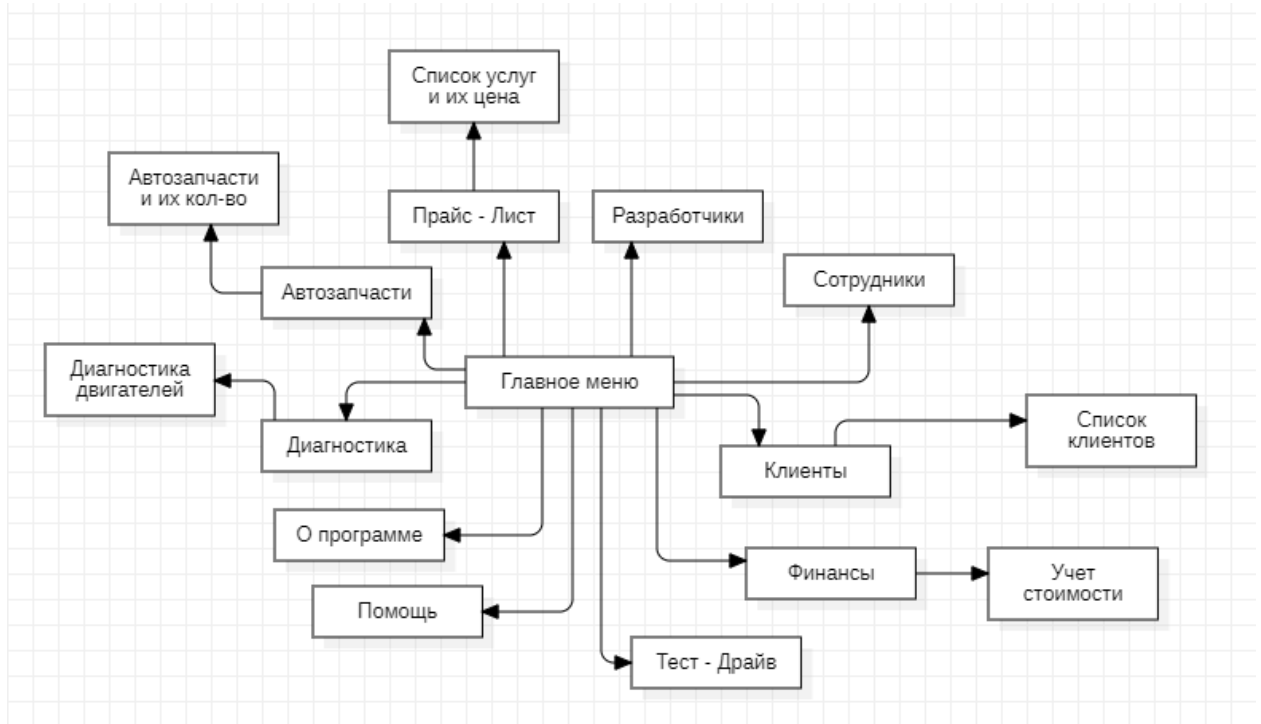 Список услуг
и их цена
Автозапчасти
и их кол-во
Прайс - Лист
Разработчики
Сотрудники
Автозапчасти
Диагностика
двигателей
Главное меню
Список
клиентов
Диагностика
Клиенты
О программе
Финансы
Учет
стоимости
Помощь
Тест - Драйв